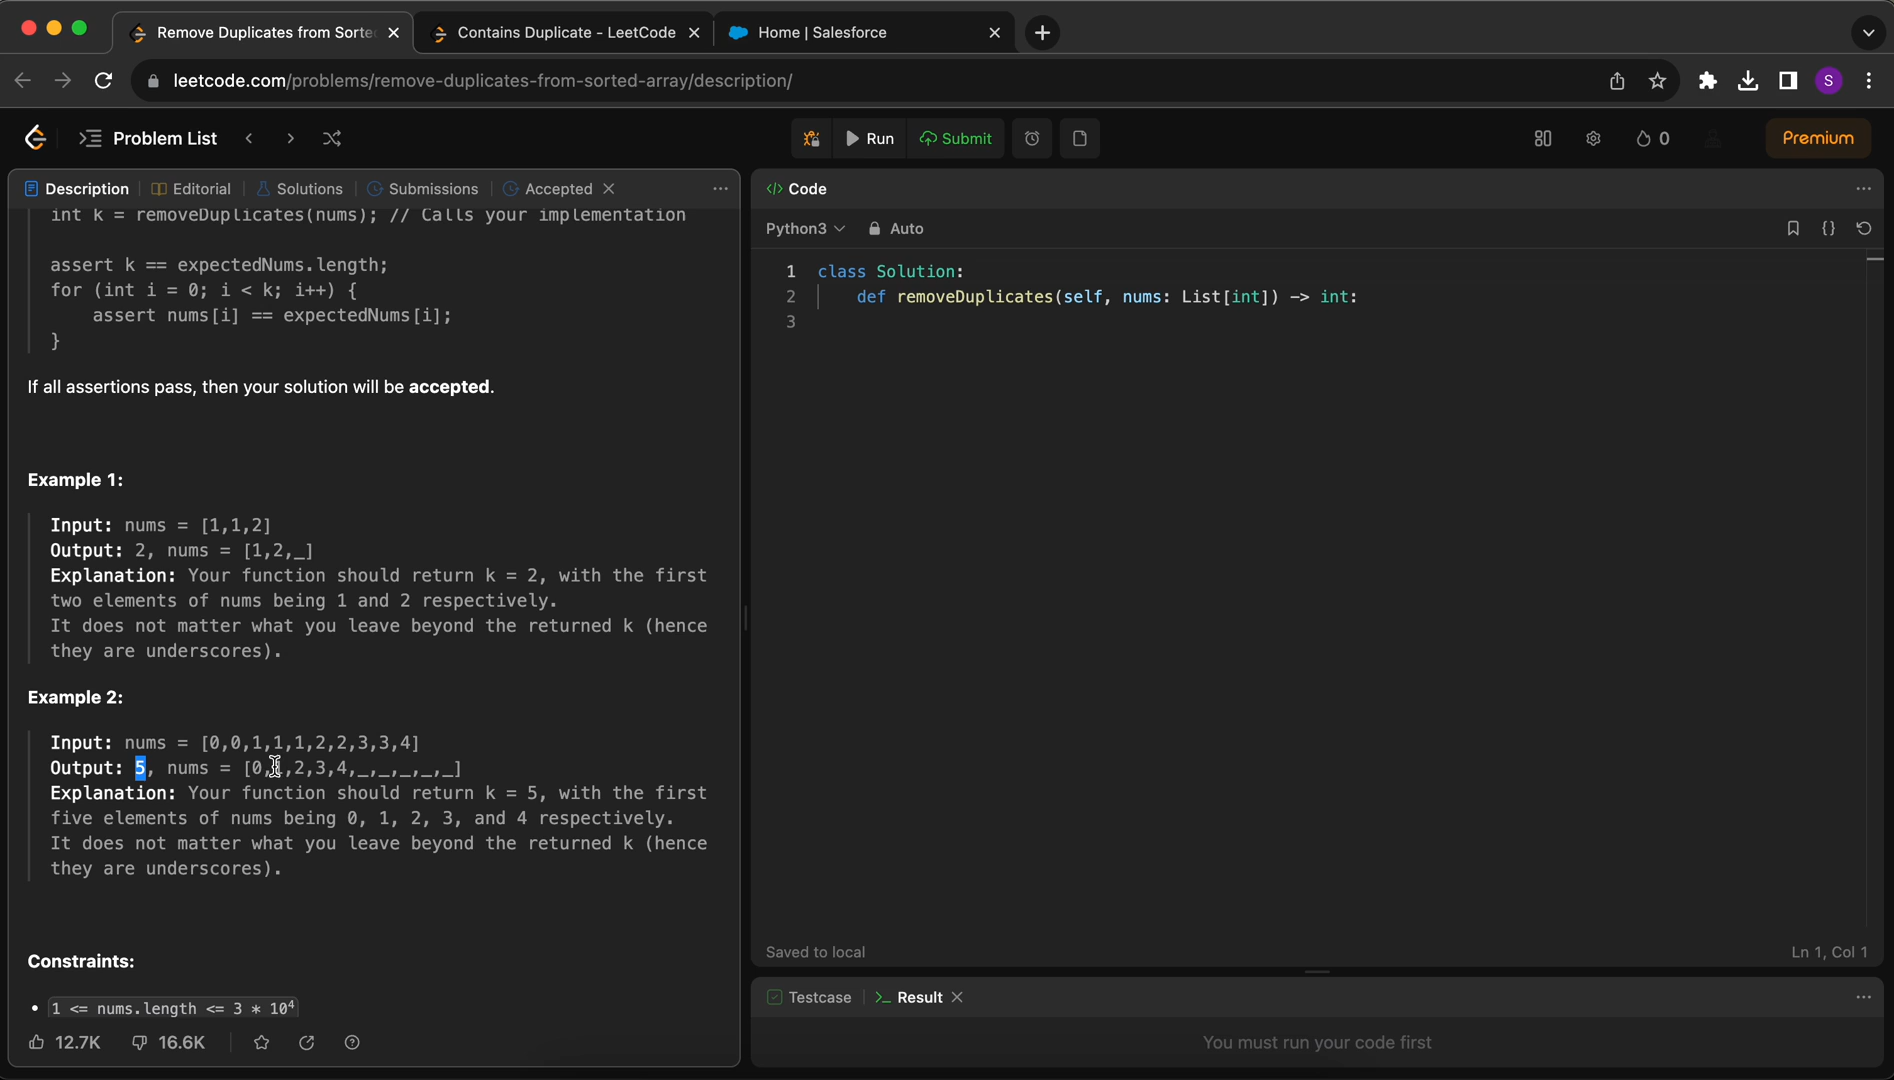 Remove Duplicates from Sorte
Contains Duplicate - LeetCode
Home | Salesforce
leetcode.com/problems/remove-duplicates-from-sorted-array/description/
S
Problem List
Run
Submit
0
Premium
Description
Editorial
Solutions
Submissions
Accepted
int k = removeDuplicates(nums); // Calls your implementation
assert k == expectedNums.length;
for (int i = 0; i < k; i++) {
    assert nums[i] == expectedNums[i];
}
If all assertions pass, then your solution will be accepted.
Example 1:
Input: nums = [1,1,2]
Output: 2, nums = [1,2,_]
Explanation: Your function should return k = 2, with the first
two elements of nums being 1 and 2 respectively.
It does not matter what you leave beyond the returned k (hence
they are underscores).
Example 2:
Input: nums = [0,0,1,1,1,2,2,3,3,4]
Output: 5, nums = [0,1,2,3,4,_,_,_,_,_]
Explanation: Your function should return k = 5, with the first
five elements of nums being 0, 1, 2, 3, and 4 respectively.
It does not matter what you leave beyond the returned k (hence
they are underscores).
Constraints:
• 1 <= nums.length <= 3 * 10⁴
12.7K
16.6K
</> Code
Python3
Auto
{}
1 class Solution:
2     def removeDuplicates(self, nums: List[int]) -> int:
3
Saved to local
Ln 1, Col 1
Testcase
>_ Result
You must run your code first